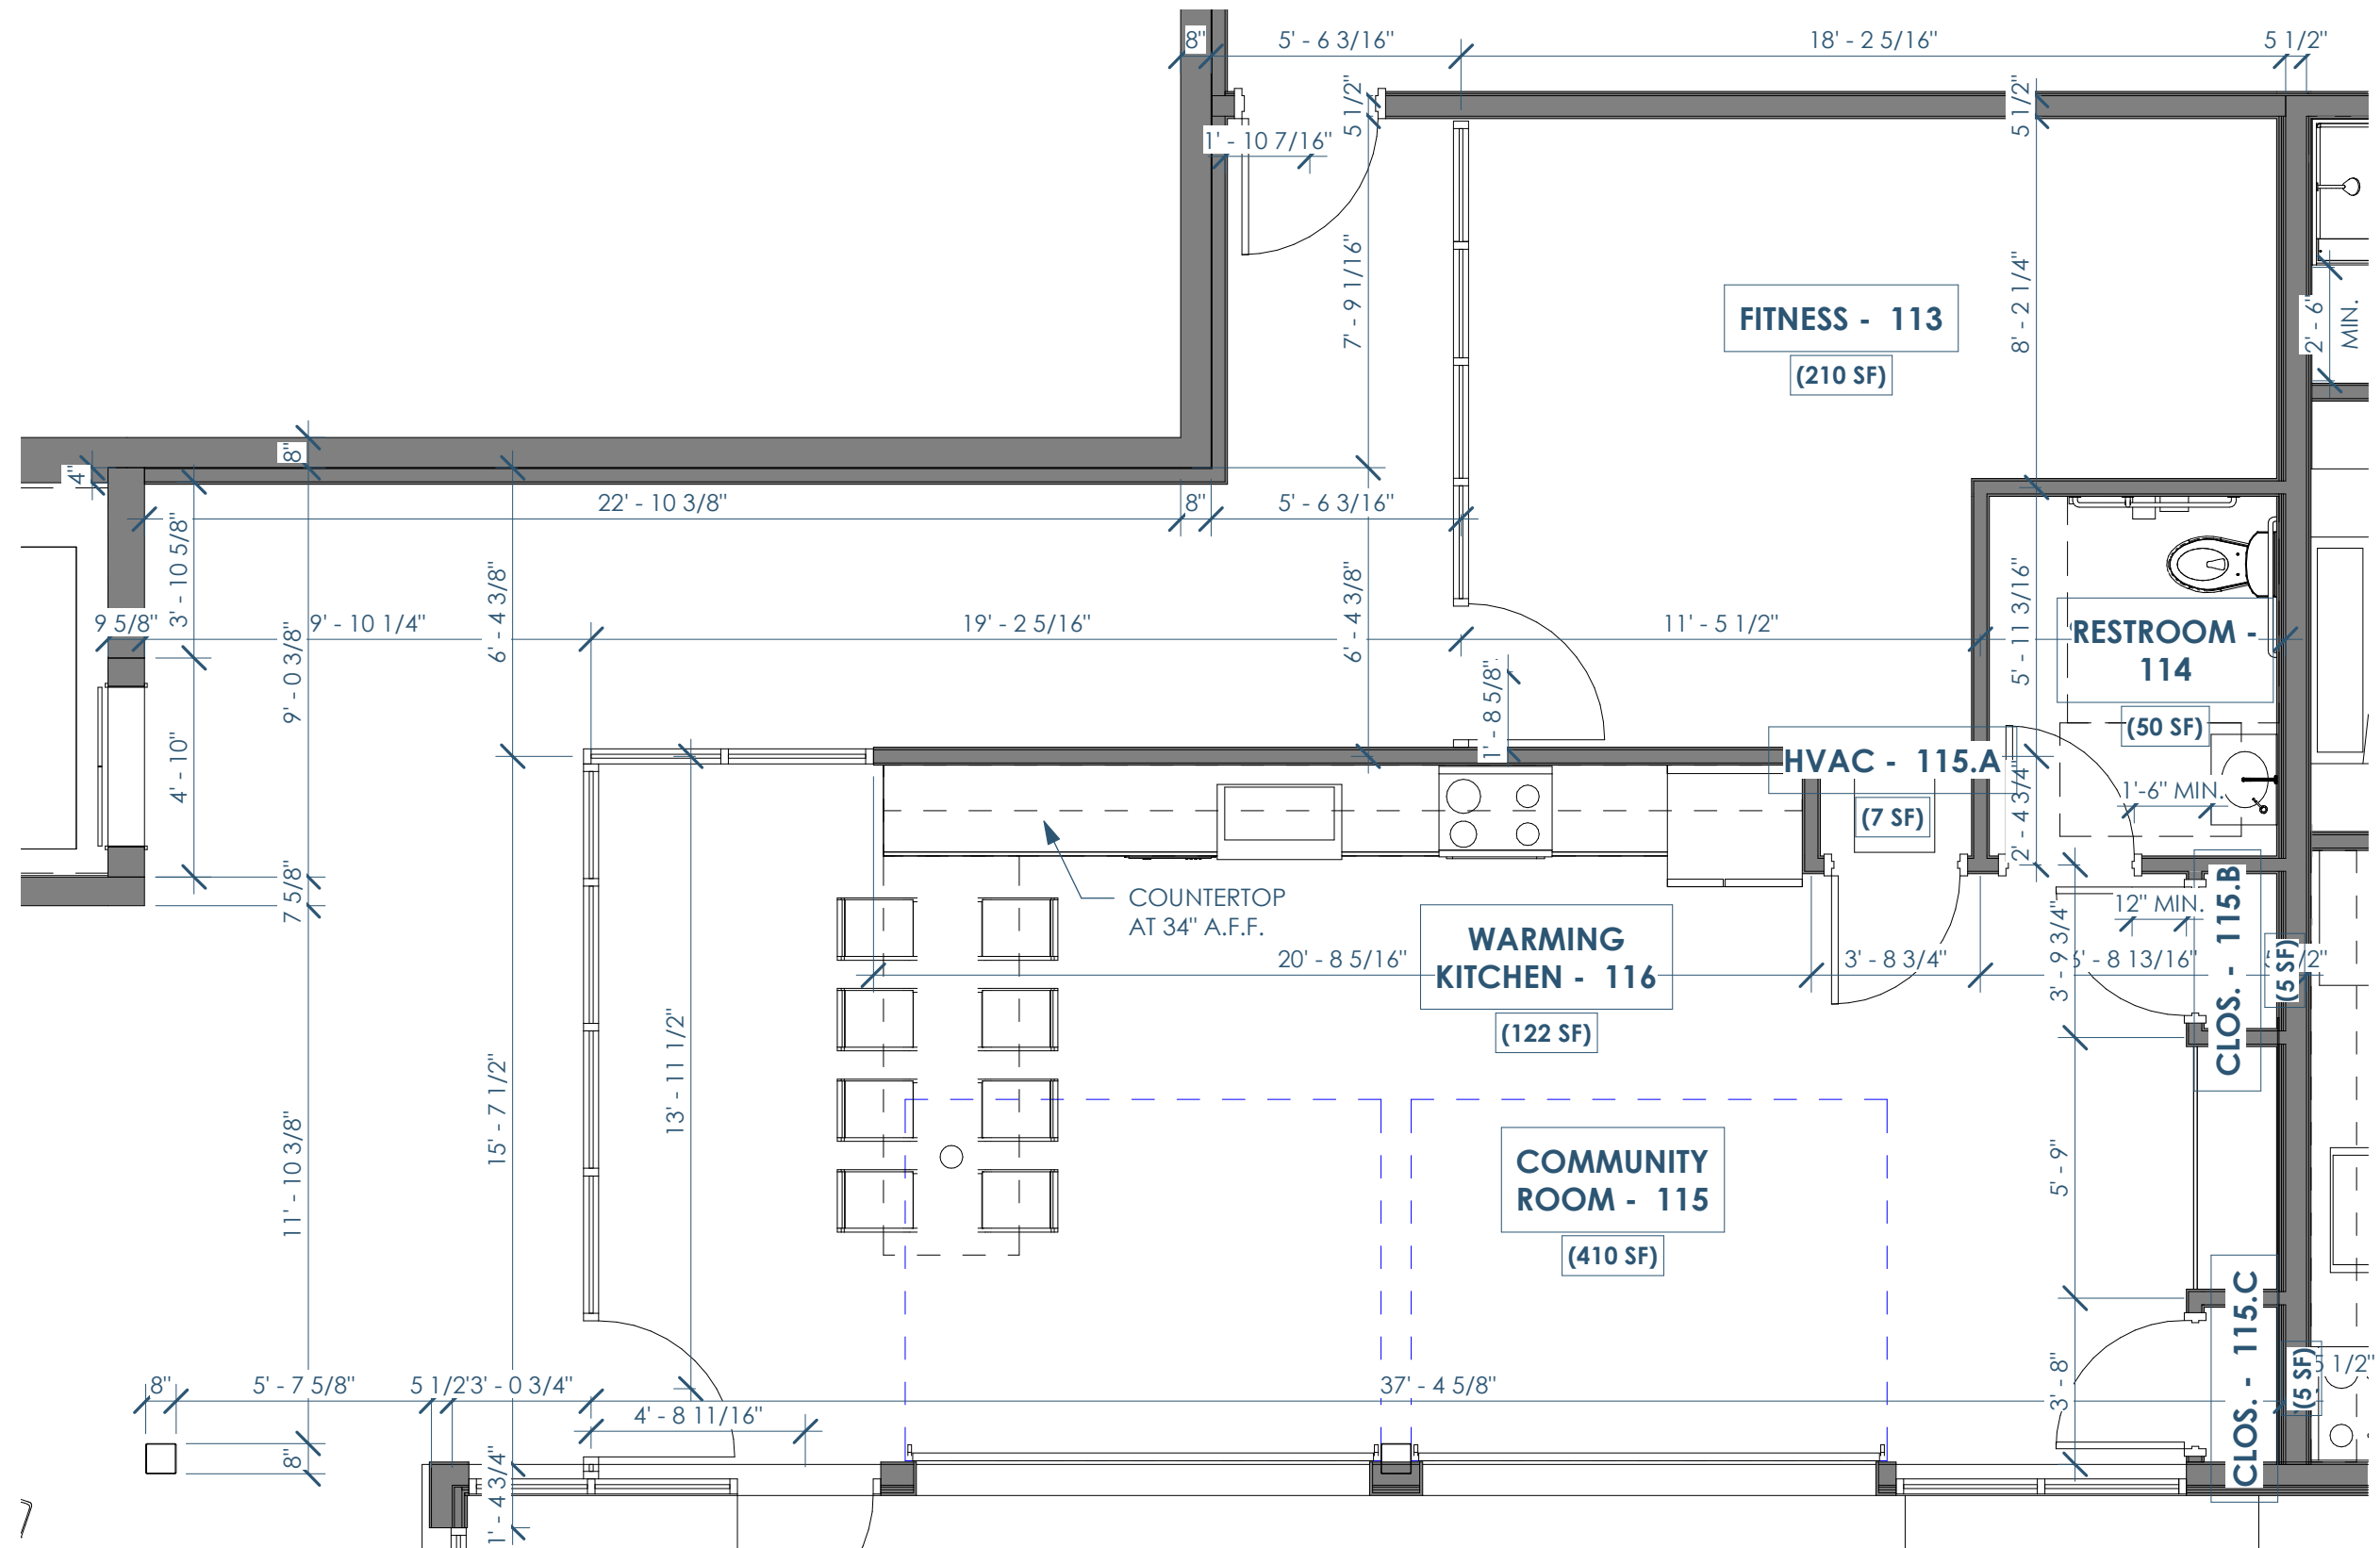 8" 5' - 6 3/16" 18' - 2 5/16" 5 1/2"
5 1/2" 5 1/2"
1' - 10 7/16"
7' - 9 1/16" 8' - 2 1/4"
FITNESS - 113
(210 SF)
2' - 6"
MIN.
8"
4"
22' - 10 3/8" 8" 5' - 6 3/16"
3' - 10 5/8"
9 5/8" 9' - 10 1/4" 19' - 2 5/16" 11' - 5 1/2"
9' - 0 3/8"
6' - 4 3/8" 6' - 4 3/8"
5' - 11 13/16"
RESTROOM -
114
(50 SF)
1' - 8 5/8"
4' - 10"
HVAC - 115.A
(7 SF)
2' - 4 3/4"
1'-6" MIN.
7 5/8"
COUNTERTOP
AT 34" A.F.F.
12" MIN.
WARMING
KITCHEN - 116
(122 SF)
20' - 8 5/16" 3' - 8 3/4" 8 13/16"
3' - 9 3/4"
CLOS. - 115.B
(5 SF)
13' - 11 1/2"
15' - 7 1/2"
11' - 10 3/8"
COMMUNITY
ROOM - 115
(410 SF)
5' - 9"
CLOS. - 115.C
(5 SF)
5 1/2"
3' - 8"
8" 5' - 7 5/8" 5 1/2" 3' - 0 3/4" 37' - 4 5/8"
4' - 8 11/16"
8"
1' - 4 3/4"